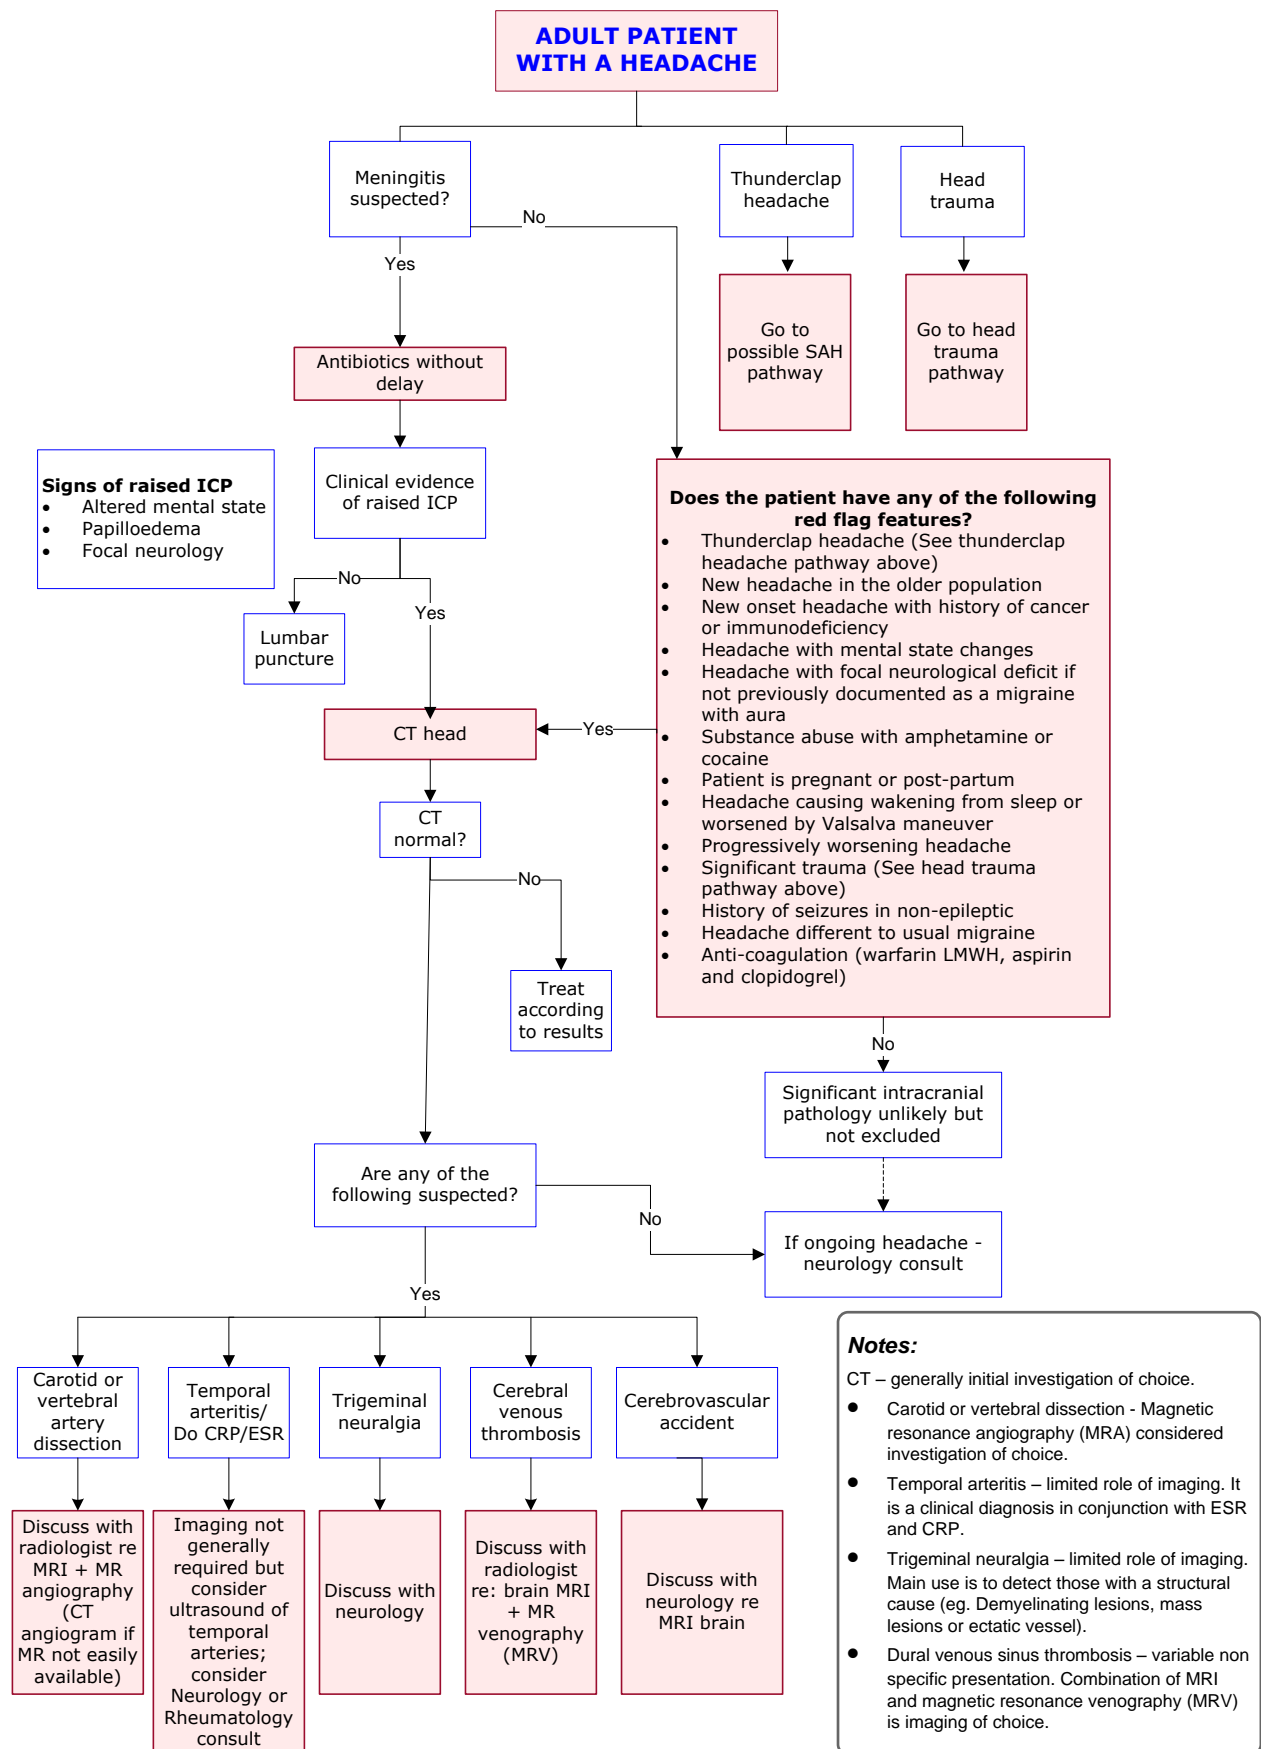 ADULT PATIENT
WITH A HEADACHE
Meningitis
suspected?
Thunderclap
headache
Head
trauma
No
Yes
Go to
possible SAH
pathway
Go to head
trauma
pathway
Antibiotics without
delay
Signs of raised ICP
• Altered mental state
• Papilloedema
• Focal neurology
Clinical evidence
of raised ICP
No
Yes
Lumbar
puncture
Does the patient have any of the following
red flag features?
• Thunderclap headache (See thunderclap
headache pathway above)
• New headache in the older population
• New onset headache with history of cancer
or immunodeficiency
• Headache with mental state changes
• Headache with focal neurological deficit if
not previously documented as a migraine
with aura
• Substance abuse with amphetamine or
cocaine
• Patient is pregnant or post-partum
• Headache causing wakening from sleep or
worsened by Valsalva maneuver
• Progressively worsening headache
• Significant trauma (See head trauma
pathway above)
• History of seizures in non-epileptic
• Headache different to usual migraine
• Anti-coagulation (warfarin LMWH, aspirin
and clopidogrel)
Yes
CT head
CT
normal?
No
Treat
according
to results
No
Significant intracranial
pathology unlikely but
not excluded
Are any of the
following suspected?
No
If ongoing headache -
neurology consult
Yes
Carotid or
vertebral
artery
dissection
Temporal
arteritis/
Do CRP/ESR
Trigeminal
neuralgia
Cerebral
venous
thrombosis
Cerebrovascular
accident
Discuss with
radiologist re
MRI + MR
angiography
(CT
angiogram if
MR not easily
available)
Imaging not
generally
required but
consider
ultrasound of
temporal
arteries;
consider
Neurology or
Rheumatology
consult
Discuss with
neurology
Discuss with
radiologist
re: brain MRI
+ MR
venography
(MRV)
Discuss with
neurology re
MRI brain
Notes:
CT – generally initial investigation of choice.
• Carotid or vertebral dissection - Magnetic
resonance angiography (MRA) considered
investigation of choice.
• Temporal arteritis – limited role of imaging. It
is a clinical diagnosis in conjunction with ESR
and CRP.
• Trigeminal neuralgia – limited role of imaging.
Main use is to detect those with a structural
cause (eg. Demyelinating lesions, mass
lesions or ectatic vessel).
• Dural venous sinus thrombosis – variable non
specific presentation. Combination of MRI
and magnetic resonance venography (MRV)
is imaging of choice.